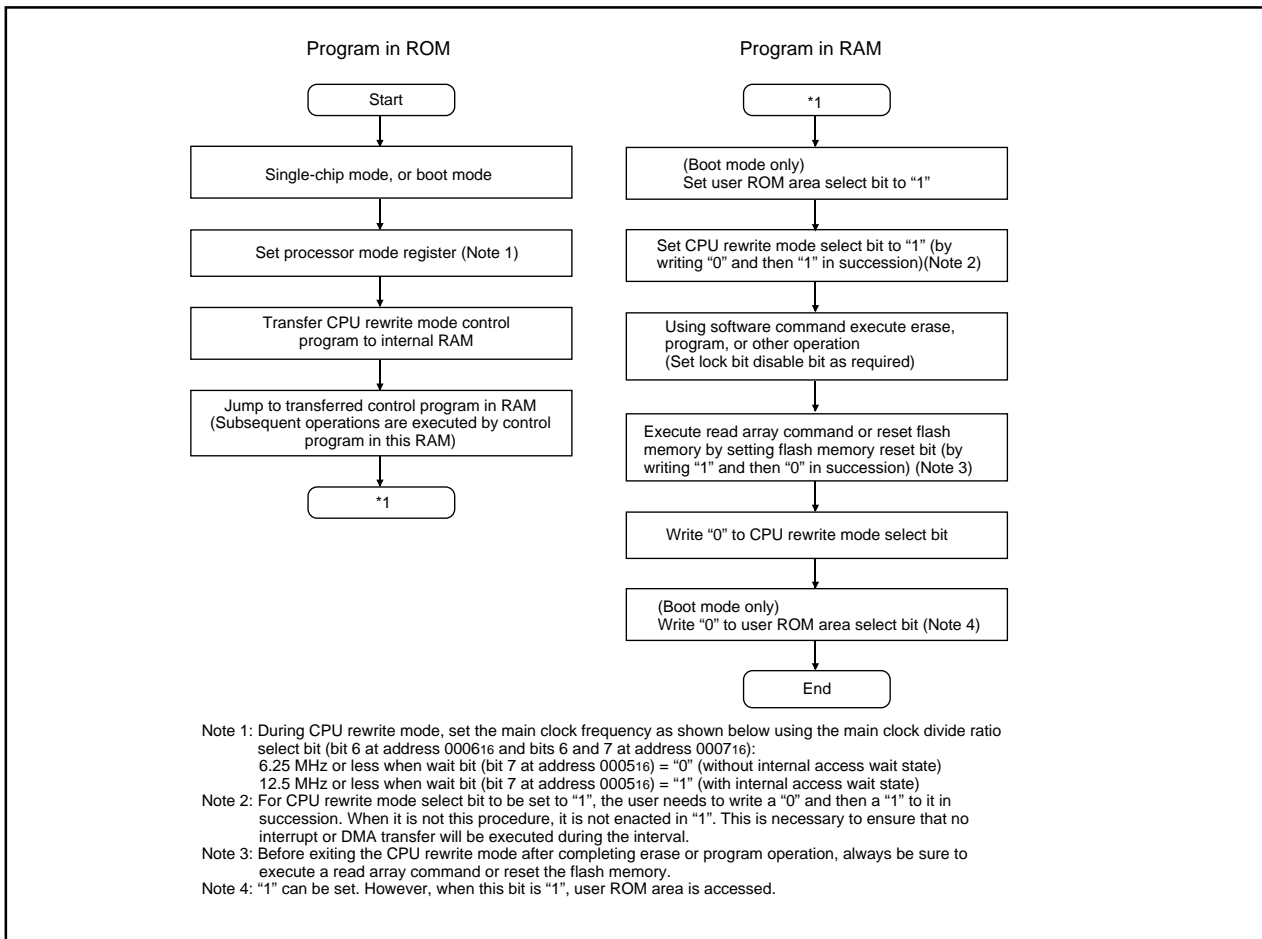 Program in ROM
Start
Single-chip mode, or boot mode
Set processor mode register (Note 1)
Transfer CPU rewrite mode control
program to internal RAM
Jump to transferred control program in RAM
(Subsequent operations are executed by control
program in this RAM)
*1
Program in RAM
*1
(Boot mode only)
Set user ROM area select bit to “1”
Set CPU rewrite mode select bit to “1” (by
writing “0” and then “1” in succession)(Note 2)
Using software command execute erase,
program, or other operation
(Set lock bit disable bit as required)
Execute read array command or reset flash
memory by setting flash memory reset bit (by
writing “1” and then “0” in succession) (Note 3)
Write “0” to CPU rewrite mode select bit
(Boot mode only)
Write “0” to user ROM area select bit (Note 4)
End
Note 1: During CPU rewrite mode, set the main clock frequency as shown below using the main clock divide ratio
select bit (bit 6 at address 000616 and bits 6 and 7 at address 000716):
6.25 MHz or less when wait bit (bit 7 at address 000516) = “0” (without internal access wait state)
12.5 MHz or less when wait bit (bit 7 at address 000516) = “1” (with internal access wait state)
Note 2: For CPU rewrite mode select bit to be set to “1”, the user needs to write a “0” and then a “1” to it in
succession. When it is not this procedure, it is not enacted in “1”. This is necessary to ensure that no
interrupt or DMA transfer will be executed during the interval.
Note 3: Before exiting the CPU rewrite mode after completing erase or program operation, always be sure to
execute a read array command or reset the flash memory.
Note 4: “1” can be set. However, when this bit is “1”, user ROM area is accessed.